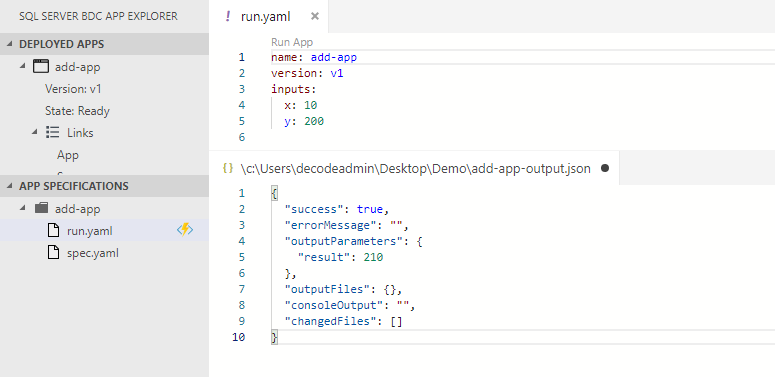 SQL SERVER BDC APP EXPLORER
DEPLOYED APPS
add-app
Version: v1
State: Ready
Links
App
APP SPECIFICATIONS
add-app
run.yaml
spec.yaml
! run.yaml ×
Run App
1 name: add-app
2 version: v1
3 inputs:
4 x: 10
5 y: 200
6
{ } \c:\Users\decodeadmin\Desktop\Demo\add-app-output.json ●
1 {
2 "success": true,
3 "errorMessage": "",
4 "outputParameters": {
5 "result": 210
6 },
7 "outputFiles": {},
8 "consoleOutput": "",
9 "changedFiles": []
10 }